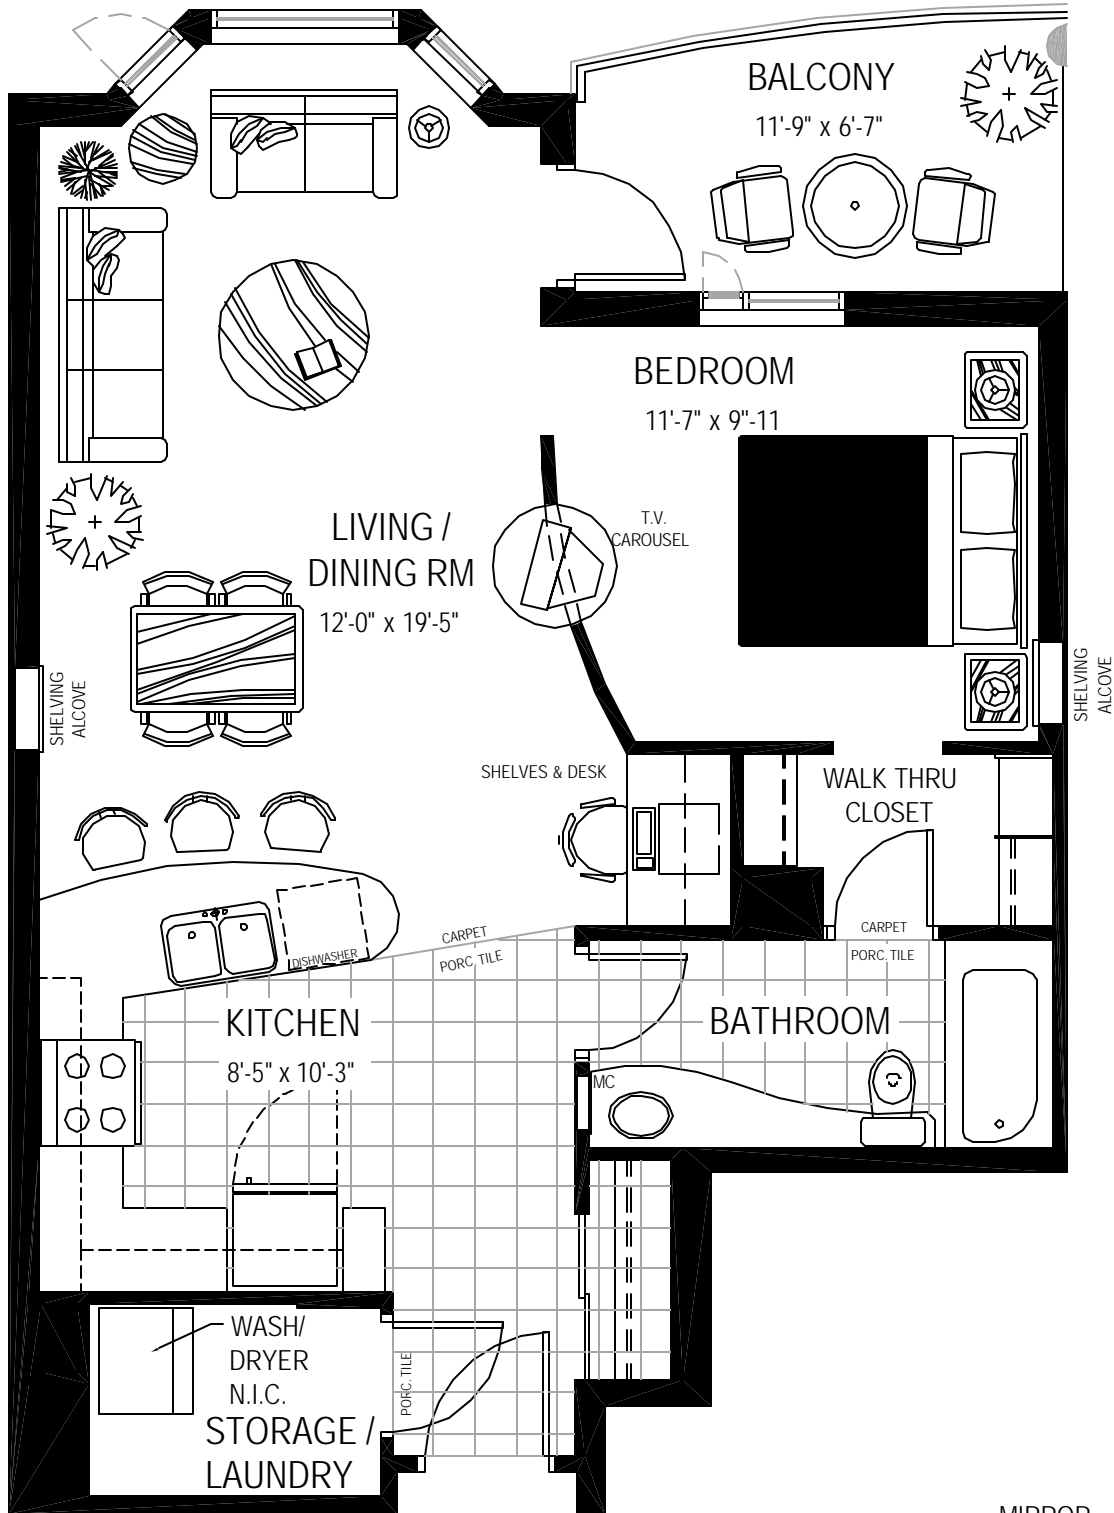 BALCONY
11'-9" x 6'-7"
BEDROOM
11'-7" x 9"-11
T.V.
CAROUSEL
LIVING /
DINING RM
12'-0" x 19'-5"
SHELVING
ALCOVE
SHELVING
ALCOVE
SHELVES & DESK
WALK THRU
CLOSET
CARPET
PORC. TILE
DISHWASHER
CARPET
PORC. TILE
KITCHEN
8'-5" x 10'-3"
BATHROOM
MC
WASH/
DRYER
N.I.C.
PORC. TILE
STORAGE /
LAUNDRY
MIRROR